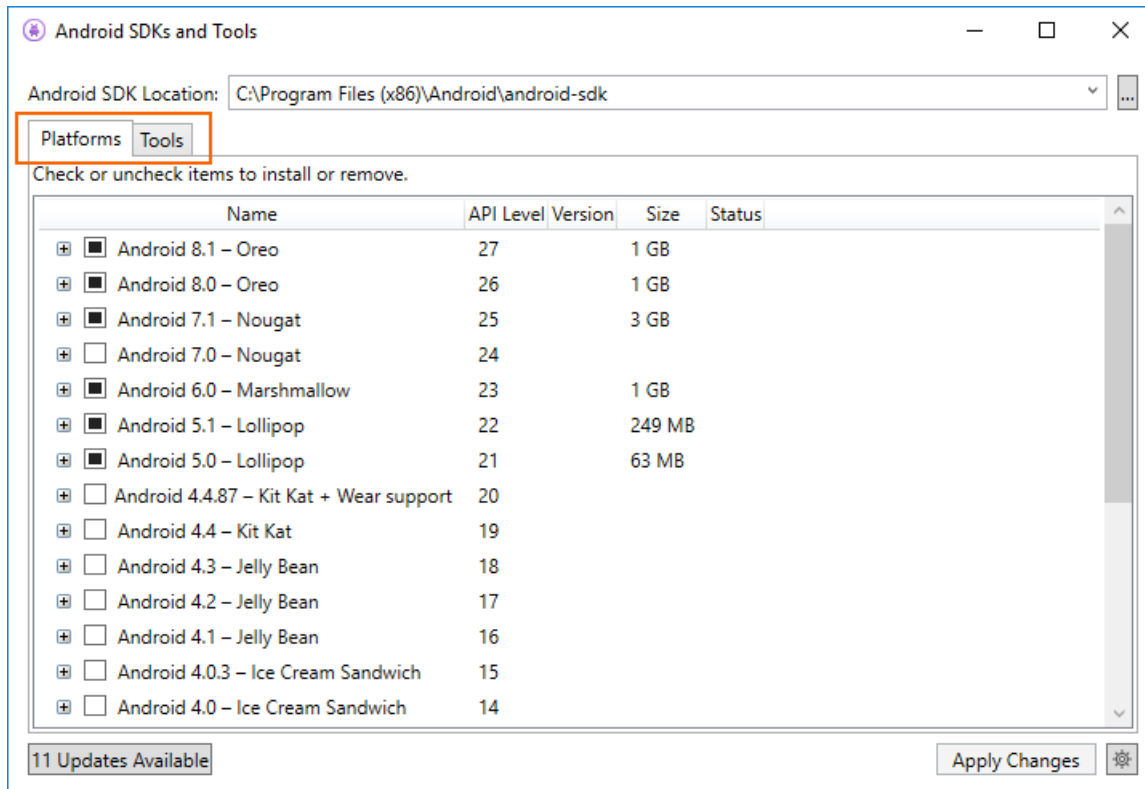 Android SDKs and Tools
Android SDK Location: C:\Program Files (x86)\Android\android-sdk ...
Platforms Tools
Check or uncheck items to install or remove.
Name API Level Version Size Status
Android 8.1 – Oreo 27 1 GB
Android 8.0 – Oreo 26 1 GB
Android 7.1 – Nougat 25 3 GB
Android 7.0 – Nougat 24
Android 6.0 – Marshmallow 23 1 GB
Android 5.1 – Lollipop 22 249 MB
Android 5.0 – Lollipop 21 63 MB
Android 4.4.87 – Kit Kat + Wear support 20
Android 4.4 – Kit Kat 19
Android 4.3 – Jelly Bean 18
Android 4.2 – Jelly Bean 17
Android 4.1 – Jelly Bean 16
Android 4.0.3 – Ice Cream Sandwich 15
Android 4.0 – Ice Cream Sandwich 14
11 Updates Available Apply Changes